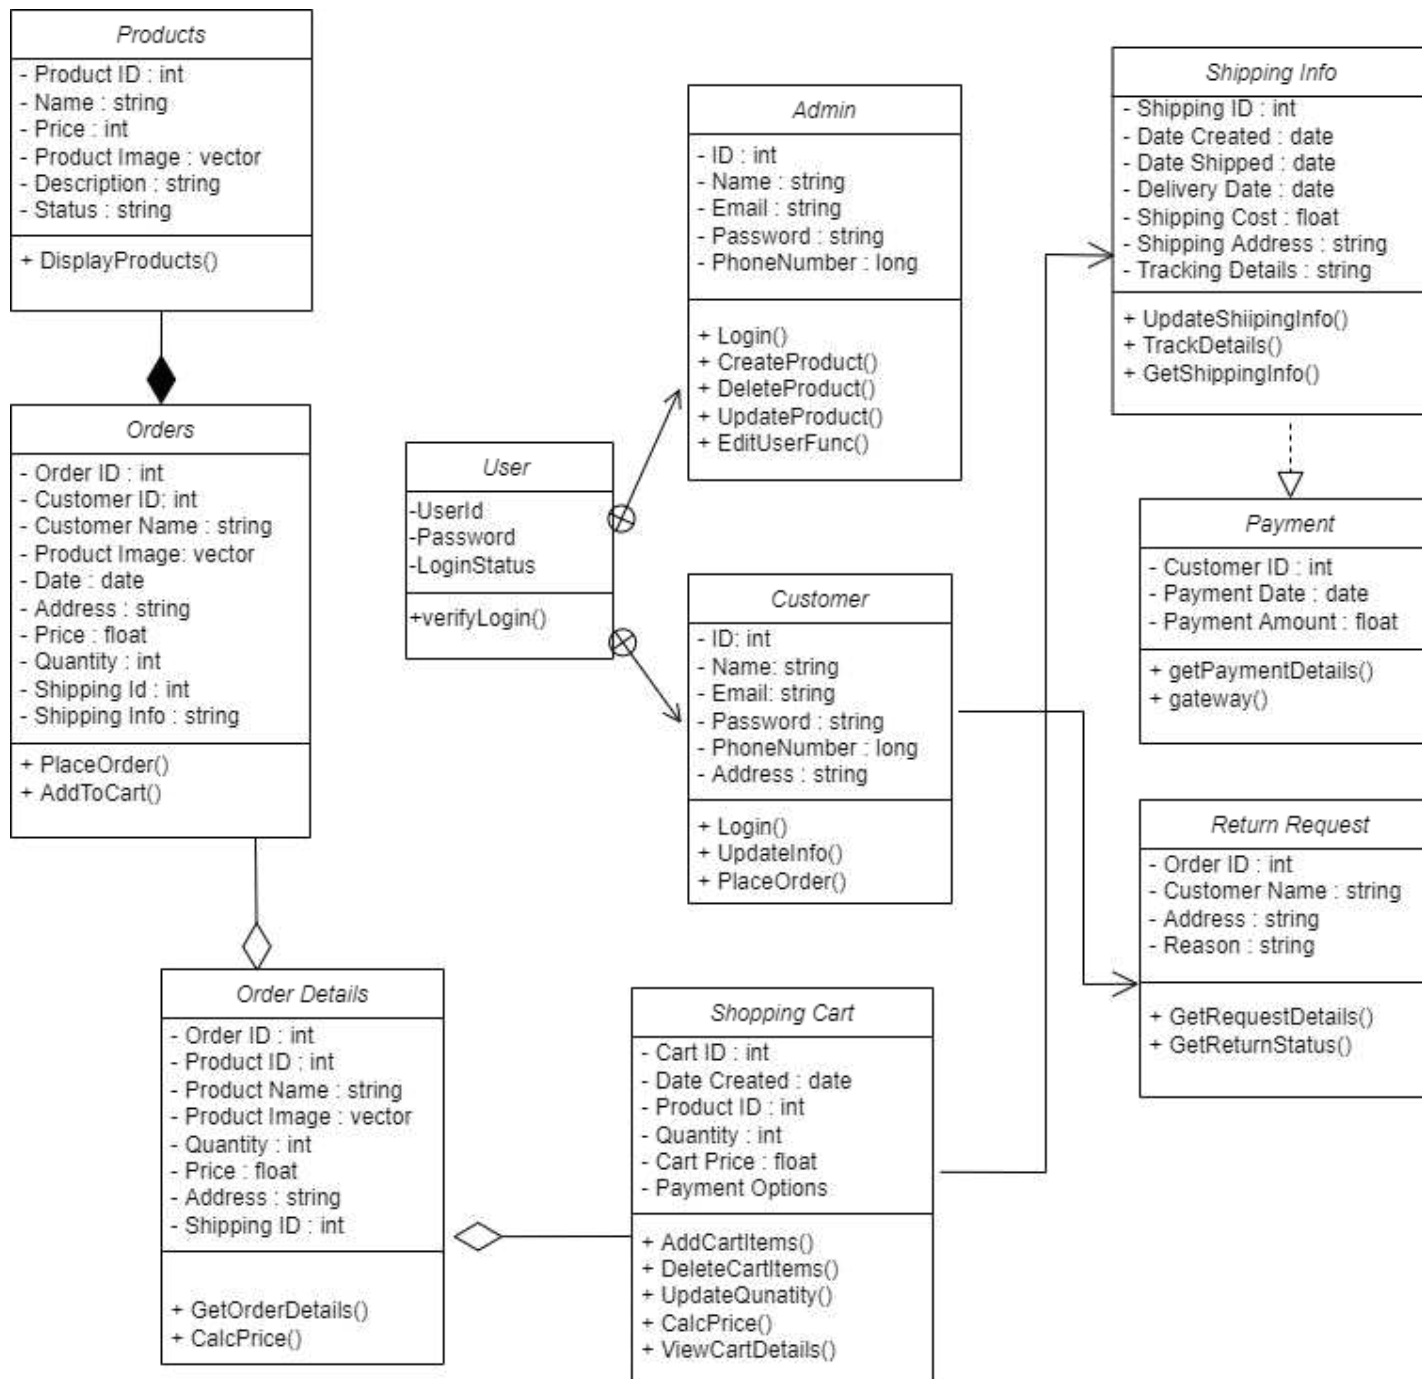 Products
- Product ID : int
- Name : string
- Price : int
- Product Image : vector
- Description : string
- Status : string
+ DisplayProducts()
Orders
- Order ID : int
- Customer ID: int
- Customer Name : string
- Product Image: vector
- Date : date
- Address : string
- Price : float
- Quantity : int
- Shipping Id : int
- Shipping Info : string
+ PlaceOrder()
+ AddToCart()
Order Details
- Order ID : int
- Product ID : int
- Product Name : string
- Product Image : vector
- Quantity : int
- Price : float
- Address : string
- Shipping ID : int
+ GetOrderDetails()
+ CalcPrice()
User
-UserId
-Password
-LoginStatus
+verifyLogin()
Admin
- ID : int
- Name : string
- Email : string
- Password : string
- PhoneNumber : long
+ Login()
+ CreateProduct()
+ DeleteProduct()
+ UpdateProduct()
+ EditUserFunc()
Customer
- ID: int
- Name: string
- Email: string
- Password : string
- PhoneNumber : long
- Address : string
+ Login()
+ UpdateInfo()
+ PlaceOrder()
Shopping Cart
- Cart ID : int
- Date Created : date
- Product ID : int
- Quantity : int
- Cart Price : float
- Payment Options
+ AddCartItems()
+ DeleteCartItems()
+ UpdateQunatity()
+ CalcPrice()
+ ViewCartDetails()
Shipping Info
- Shipping ID : int
- Date Created : date
- Date Shipped : date
- Delivery Date : date
- Shipping Cost : float
- Shipping Address : string
- Tracking Details : string
+ UpdateShiipingInfo()
+ TrackDetails()
+ GetShippingInfo()
Payment
- Customer ID : int
- Payment Date : date
- Payment Amount : float
+ getPaymentDetails()
+ gateway()
Return Request
- Order ID : int
- Customer Name : string
- Address : string
- Reason : string
+ GetRequestDetails()
+ GetReturnStatus()